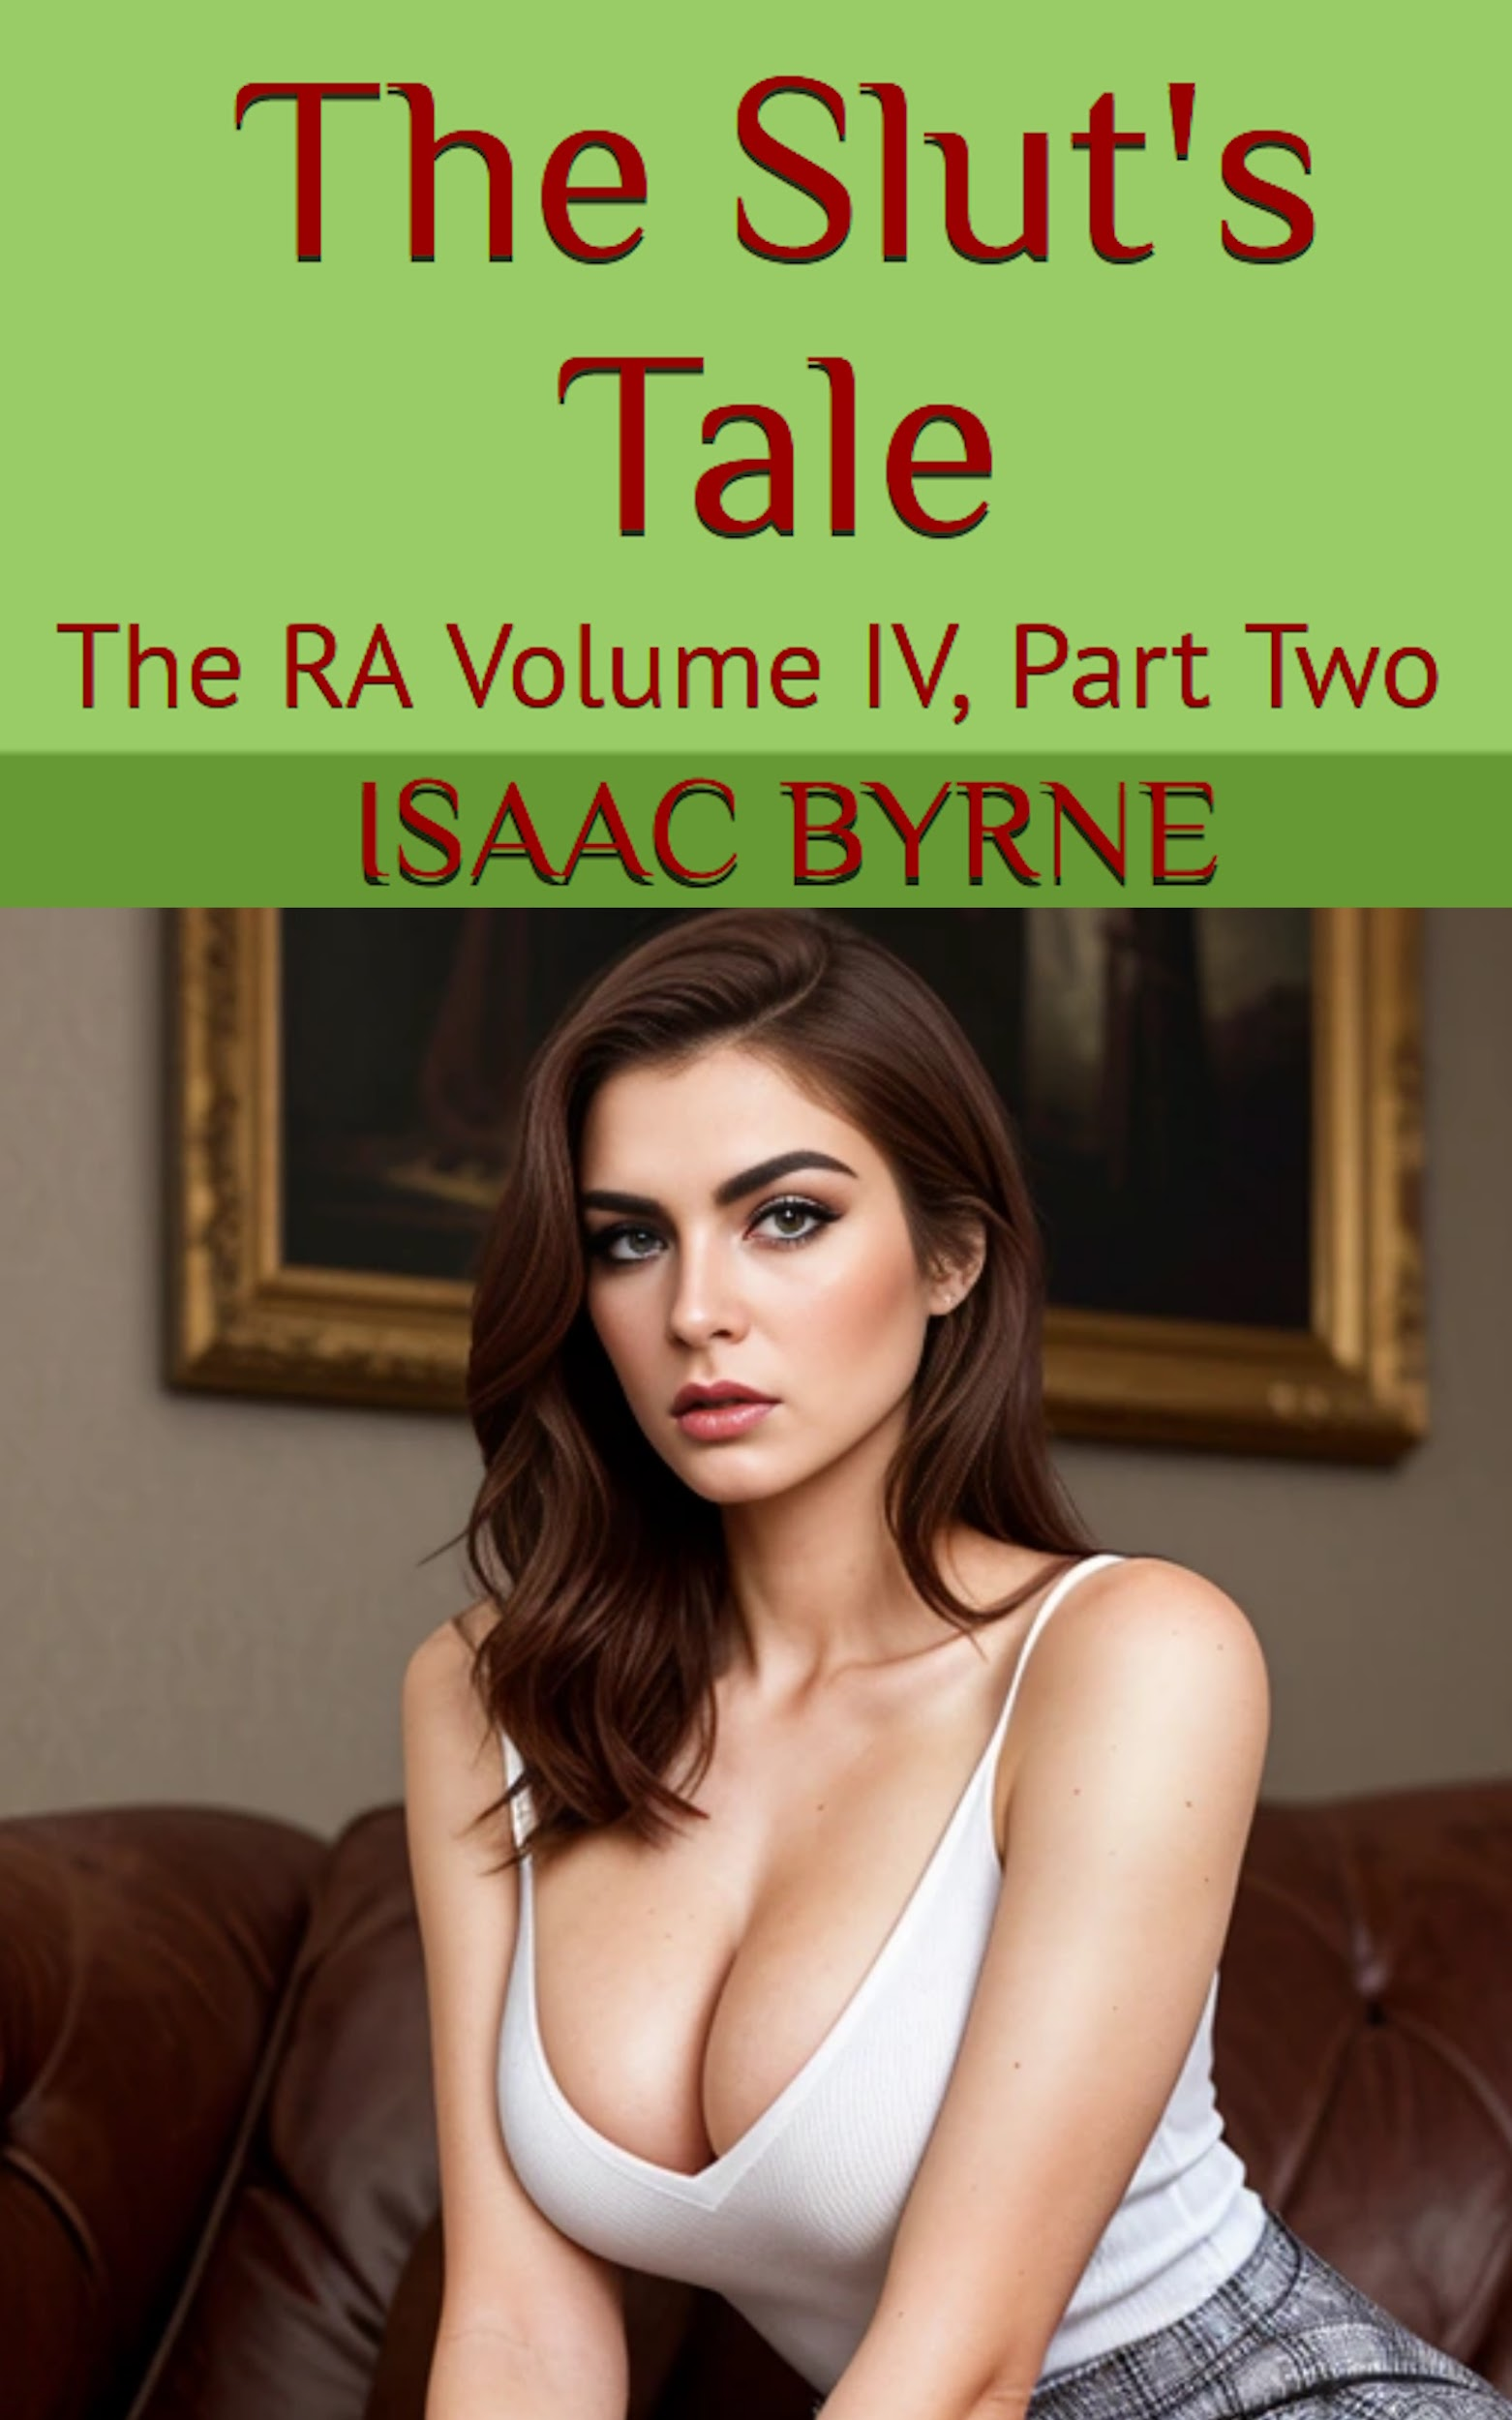 The Slut's
Tale
The RA Volume IV, Part Two
ISAAC BYRNE